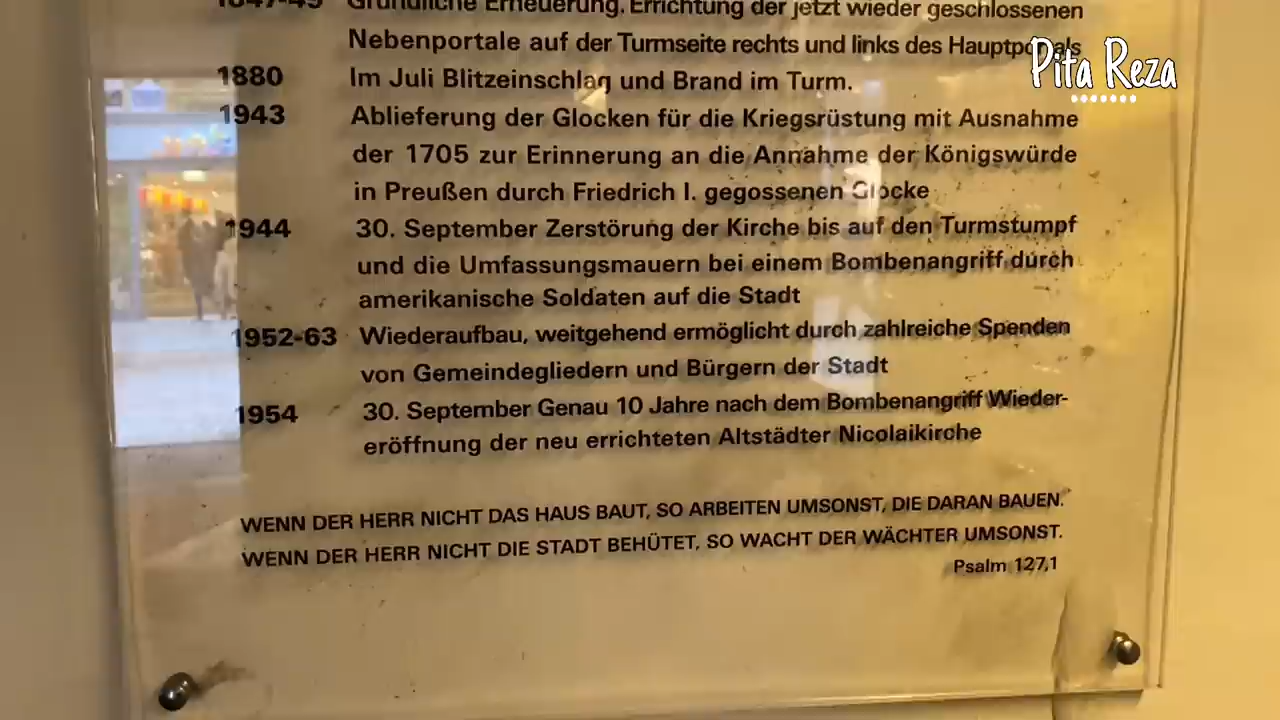 1847-49 Gründliche Erneuerung. Errichtung der jetzt wieder geschlossenen
Nebenportale auf der Turmseite rechts und links des Hauptportals
Pita Reza
1880 Im Juli Blitzeinschlag und Brand im Turm.
1943 Ablieferung der Glocken für die Kriegsrüstung mit Ausnahme
der 1705 zur Erinnerung an die Annahme der Königswürde
in Preußen durch Friedrich I. gegossenen Glocke
1944 30. September Zerstörung der Kirche bis auf den Turmstumpf
und die Umfassungsmauern bei einem Bombenangriff durch
amerikanische Soldaten auf die Stadt
1952-63 Wiederaufbau, weitgehend ermöglicht durch zahlreiche Spenden
von Gemeindegliedern und Bürgern der Stadt
1954 30. September Genau 10 Jahre nach dem Bombenangriff Wieder-
eröffnung der neu errichteten Altstädter Nicolaikirche
WENN DER HERR NICHT DAS HAUS BAUT, SO ARBEITEN UMSONST, DIE DARAN BAUEN.
WENN DER HERR NICHT DIE STADT BEHÜTET, SO WACHT DER WÄCHTER UMSONST.
Psalm 127,1